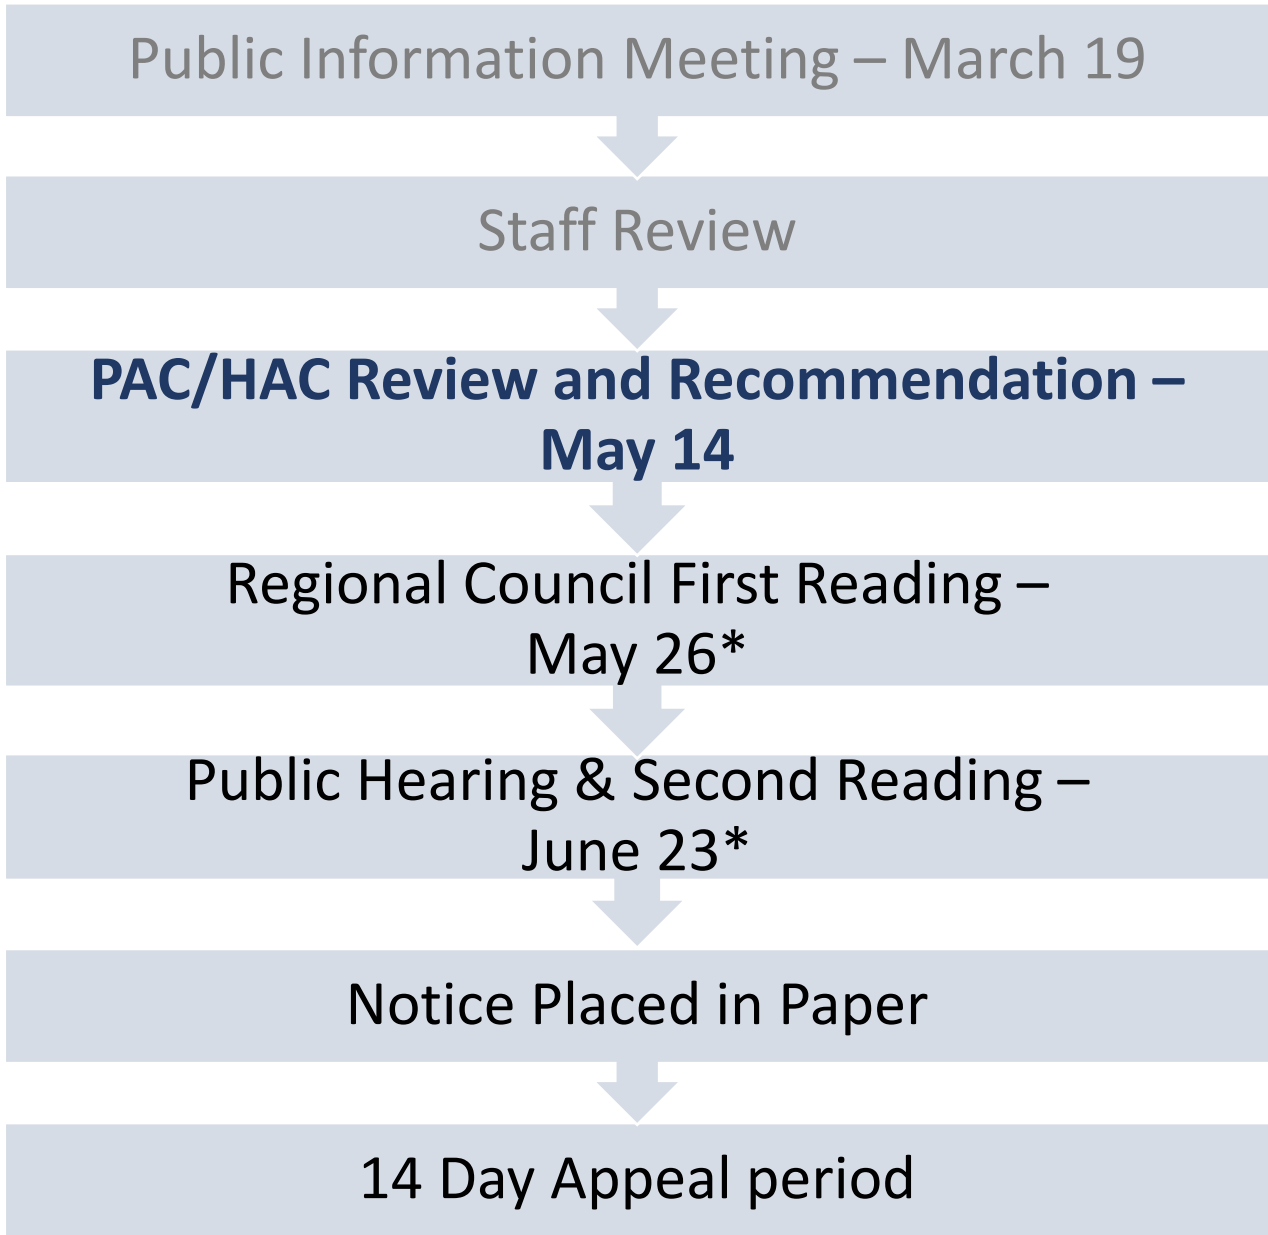 Public Information Meeting – March 19
Staff Review
PAC/HAC Review and Recommendation –
May 14
Regional Council First Reading –
May 26*
Public Hearing & Second Reading –
June 23*
Notice Placed in Paper
14 Day Appeal period